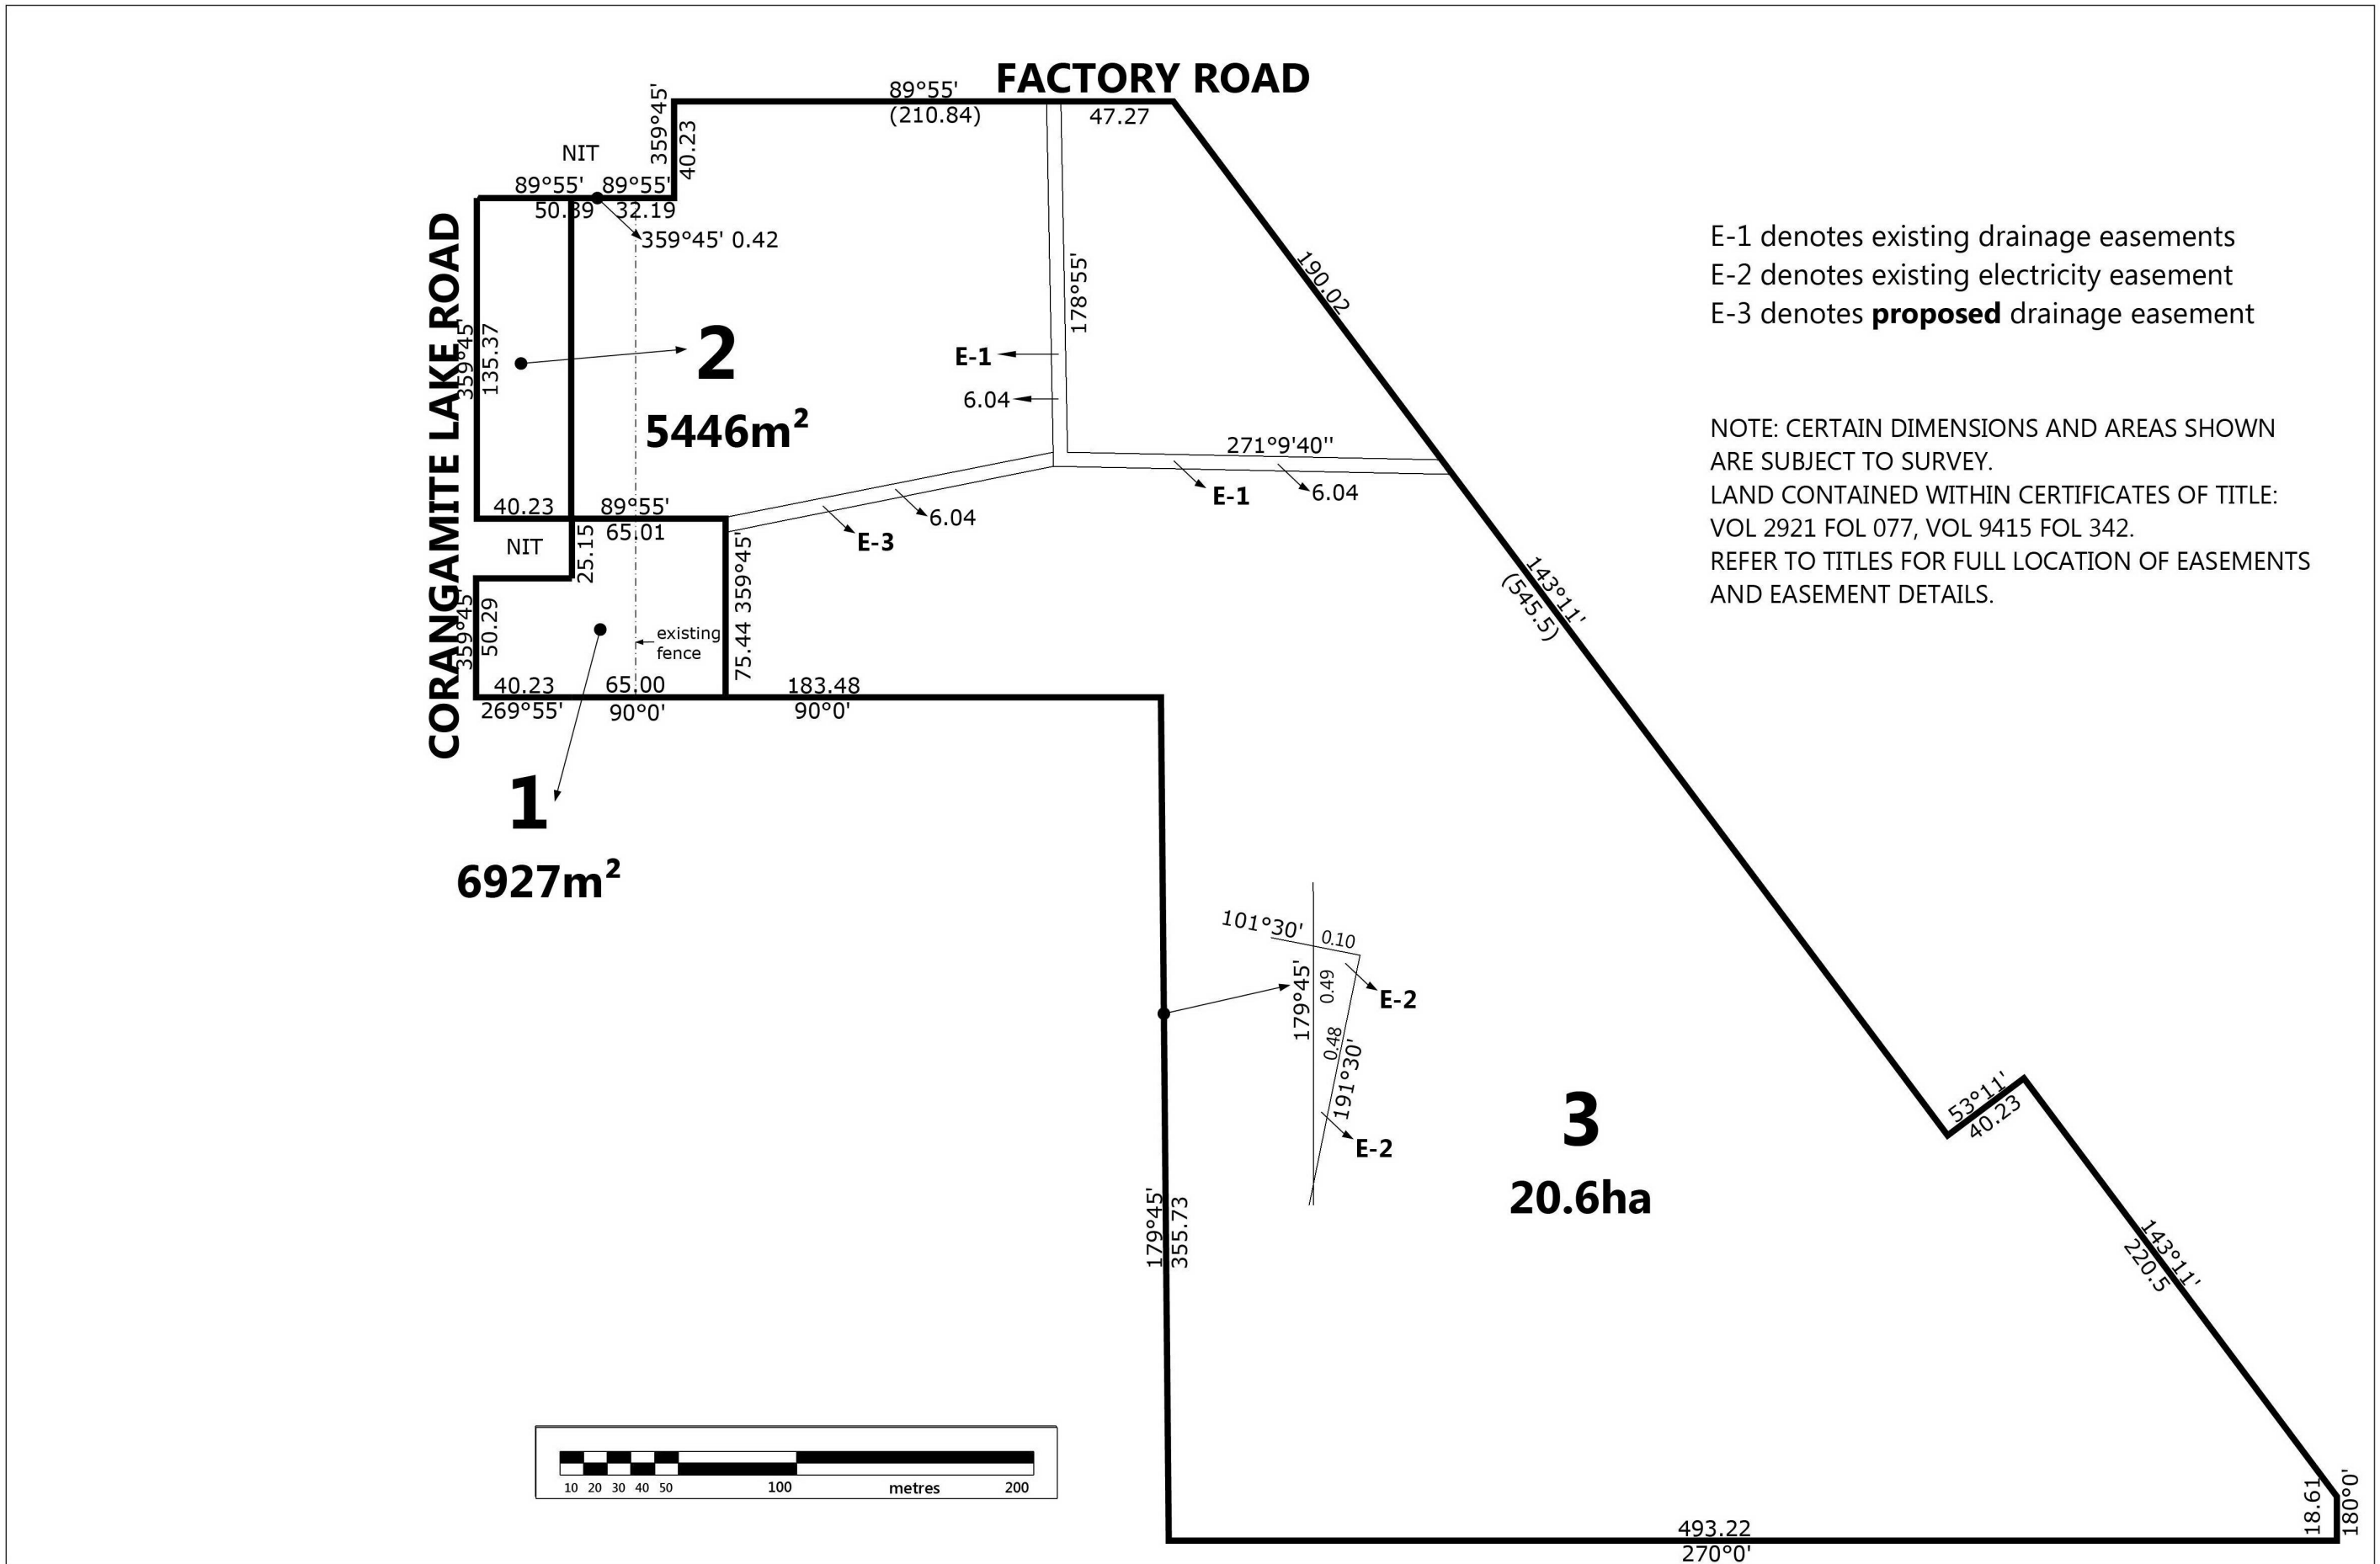 FACTORY ROAD
89°55'
(210.84)
47.27
359°45'
40.23
NIT
89°55'
89°55'
50.39
32.19
359°45' 0.42
CORANGAMITE LAKE ROAD
359°45'
135.37
2
5446m²
E-1
6.04
178°55'
190.02
E-1 denotes existing drainage easements
E-2 denotes existing electricity easement
E-3 denotes proposed drainage easement
NOTE: CERTAIN DIMENSIONS AND AREAS SHOWN
ARE SUBJECT TO SURVEY.
LAND CONTAINED WITHIN CERTIFICATES OF TITLE:
VOL 2921 FOL 077, VOL 9415 FOL 342.
REFER TO TITLES FOR FULL LOCATION OF EASEMENTS
AND EASEMENT DETAILS.
271°9'40''
E-1
6.04
6.04
E-3
40.23
89°55'
65.01
NIT
25.15
75.44 359°45'
359°45'
50.29
existing
fence
40.23
269°55'
65.00
90°0'
183.48
90°0'
143°11'
(545.5)
1
6927m²
101°30'
0.10
179°45'
0.49
E-2
0.48
191°30'
E-2
3
20.6ha
53°11'
40.23
179°45'
355.73
143°11'
220.5
18.61
180°0'
493.22
270°0'
10 20 30 40 50 100 metres 200